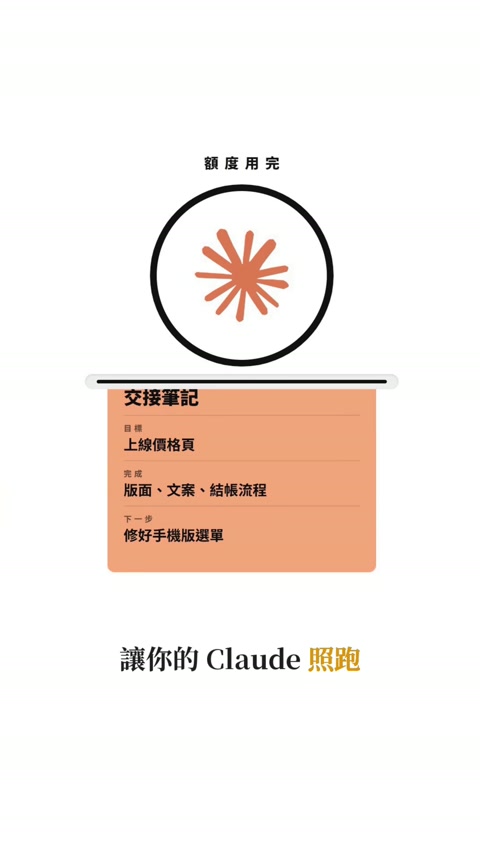 額度用完
交接筆記
目標
上線價格頁
完成
版面、文案、結帳流程
下一步
修好手機版選單
讓你的 Claude 照跑